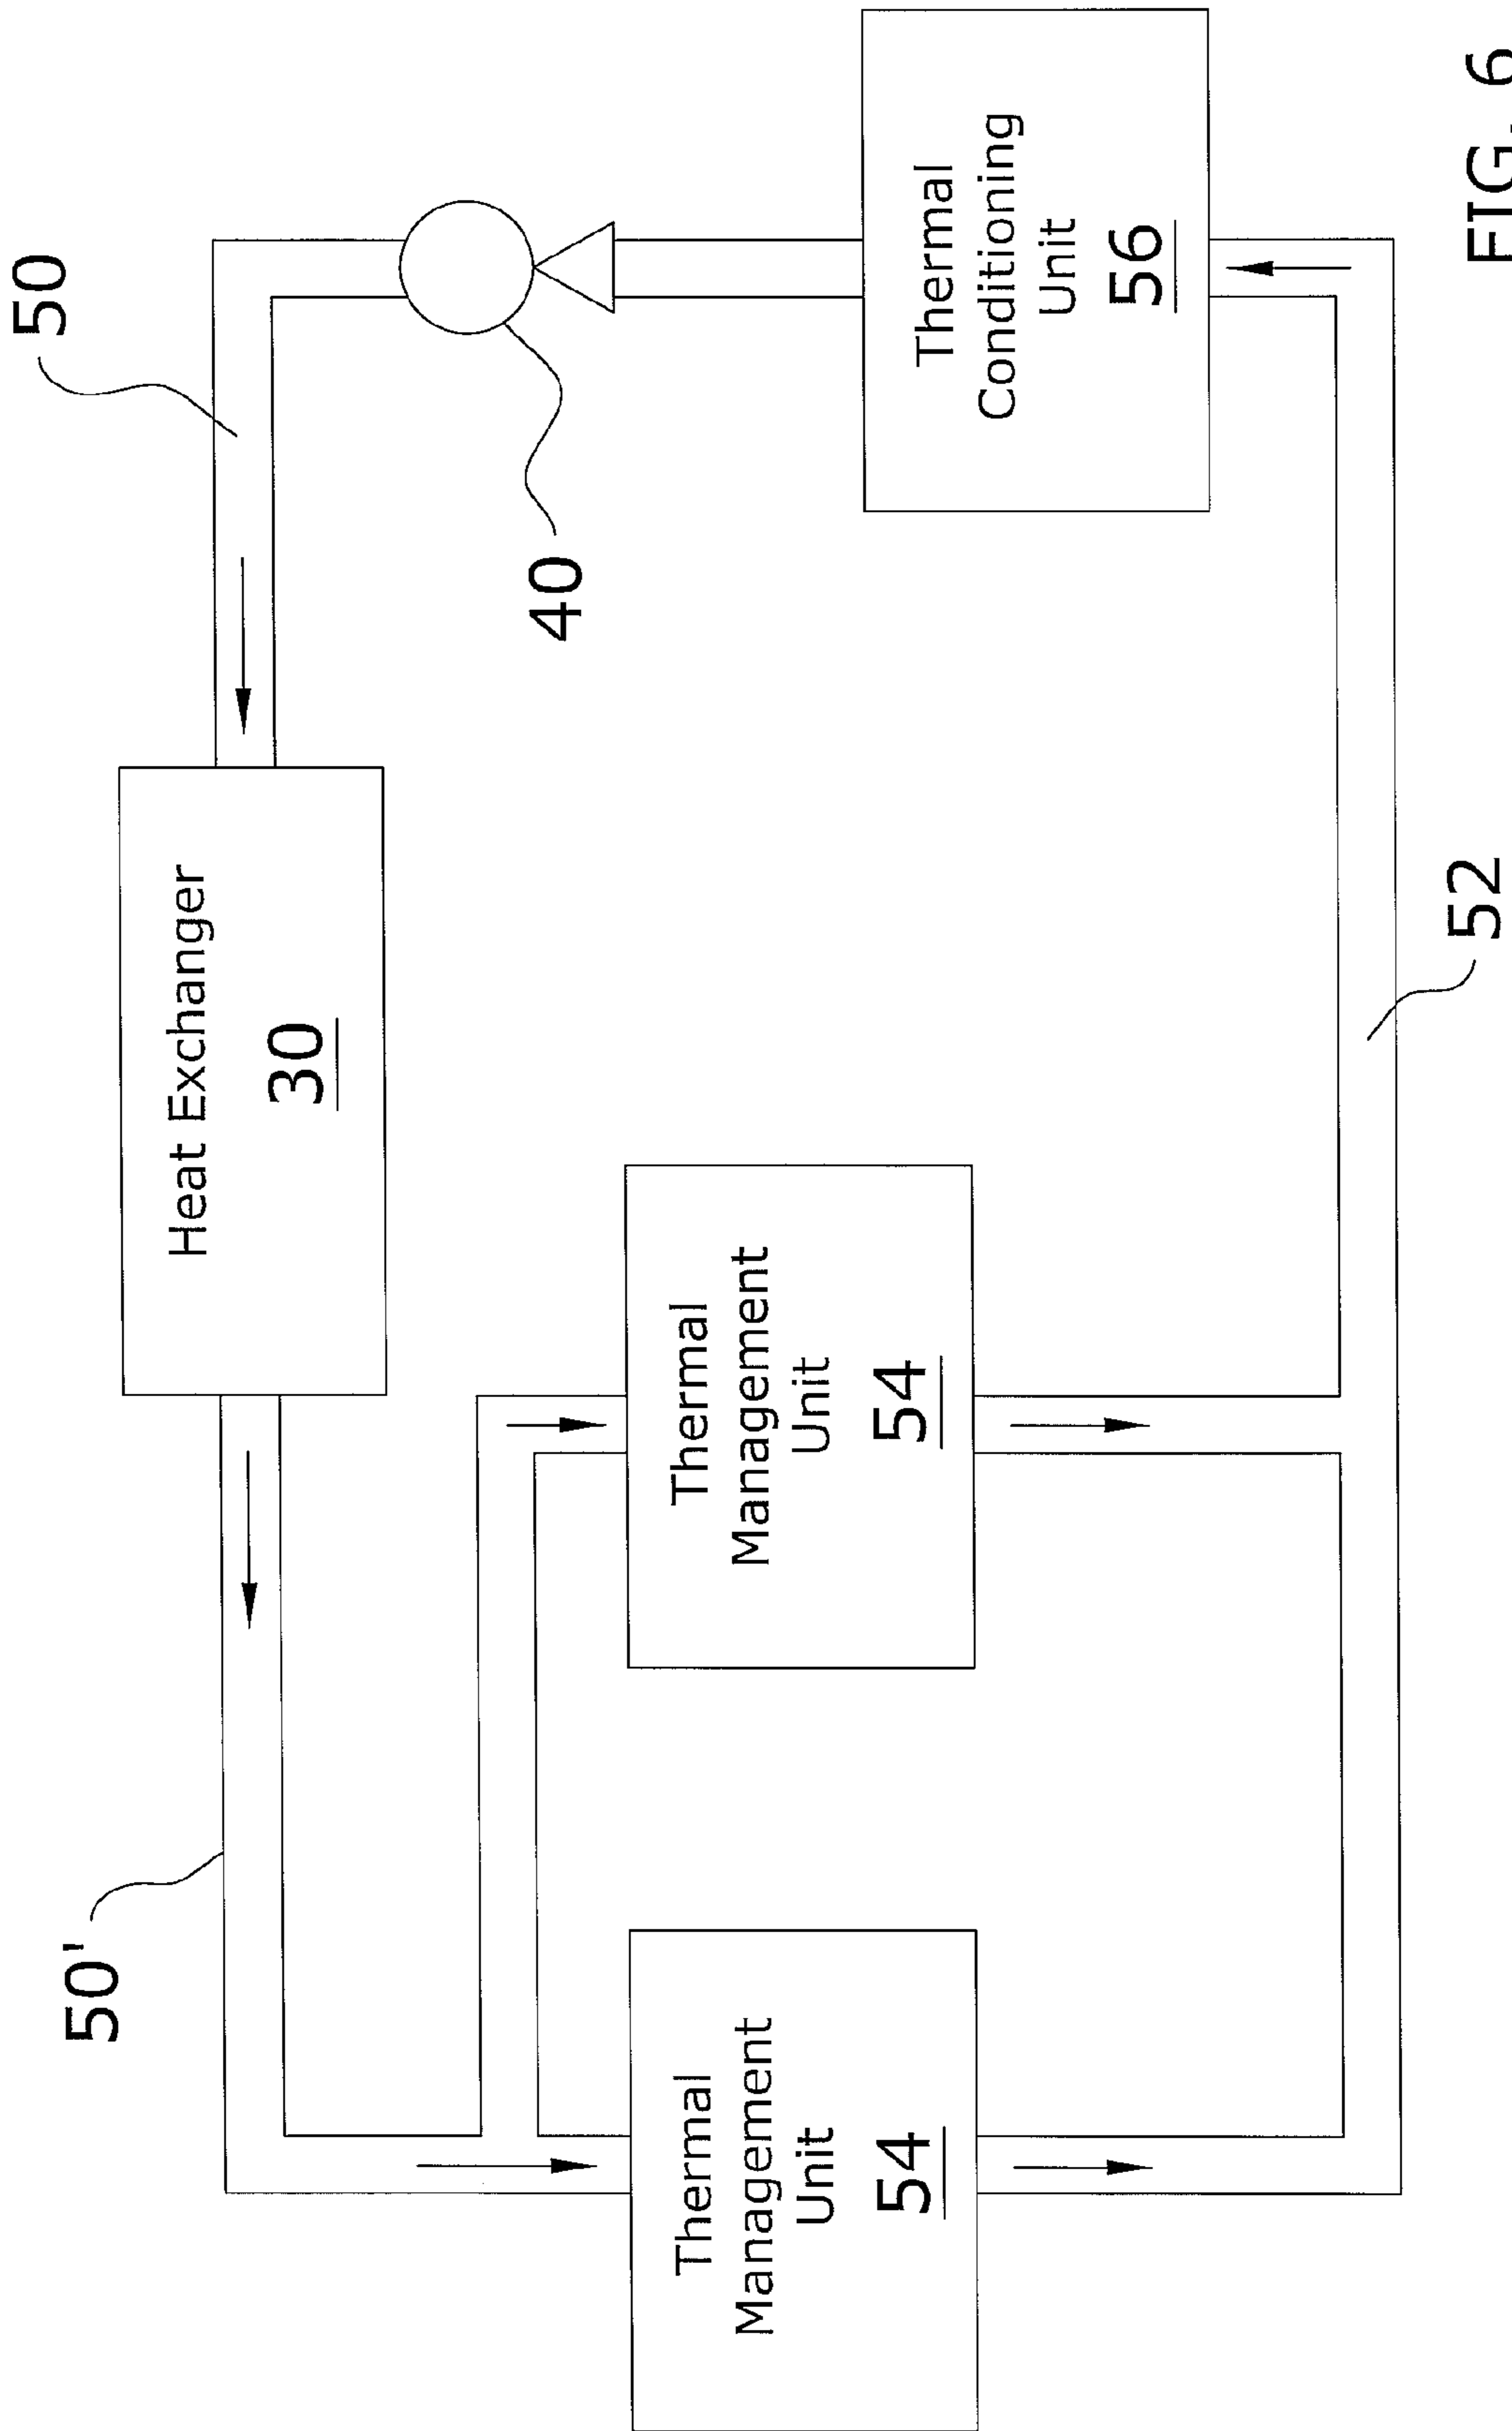 50'
50
Heat Exchanger
30
40
Thermal
Management
Unit
54
Thermal
Management
Unit
54
Thermal
Conditioning
Unit
56
52
FIG. 6